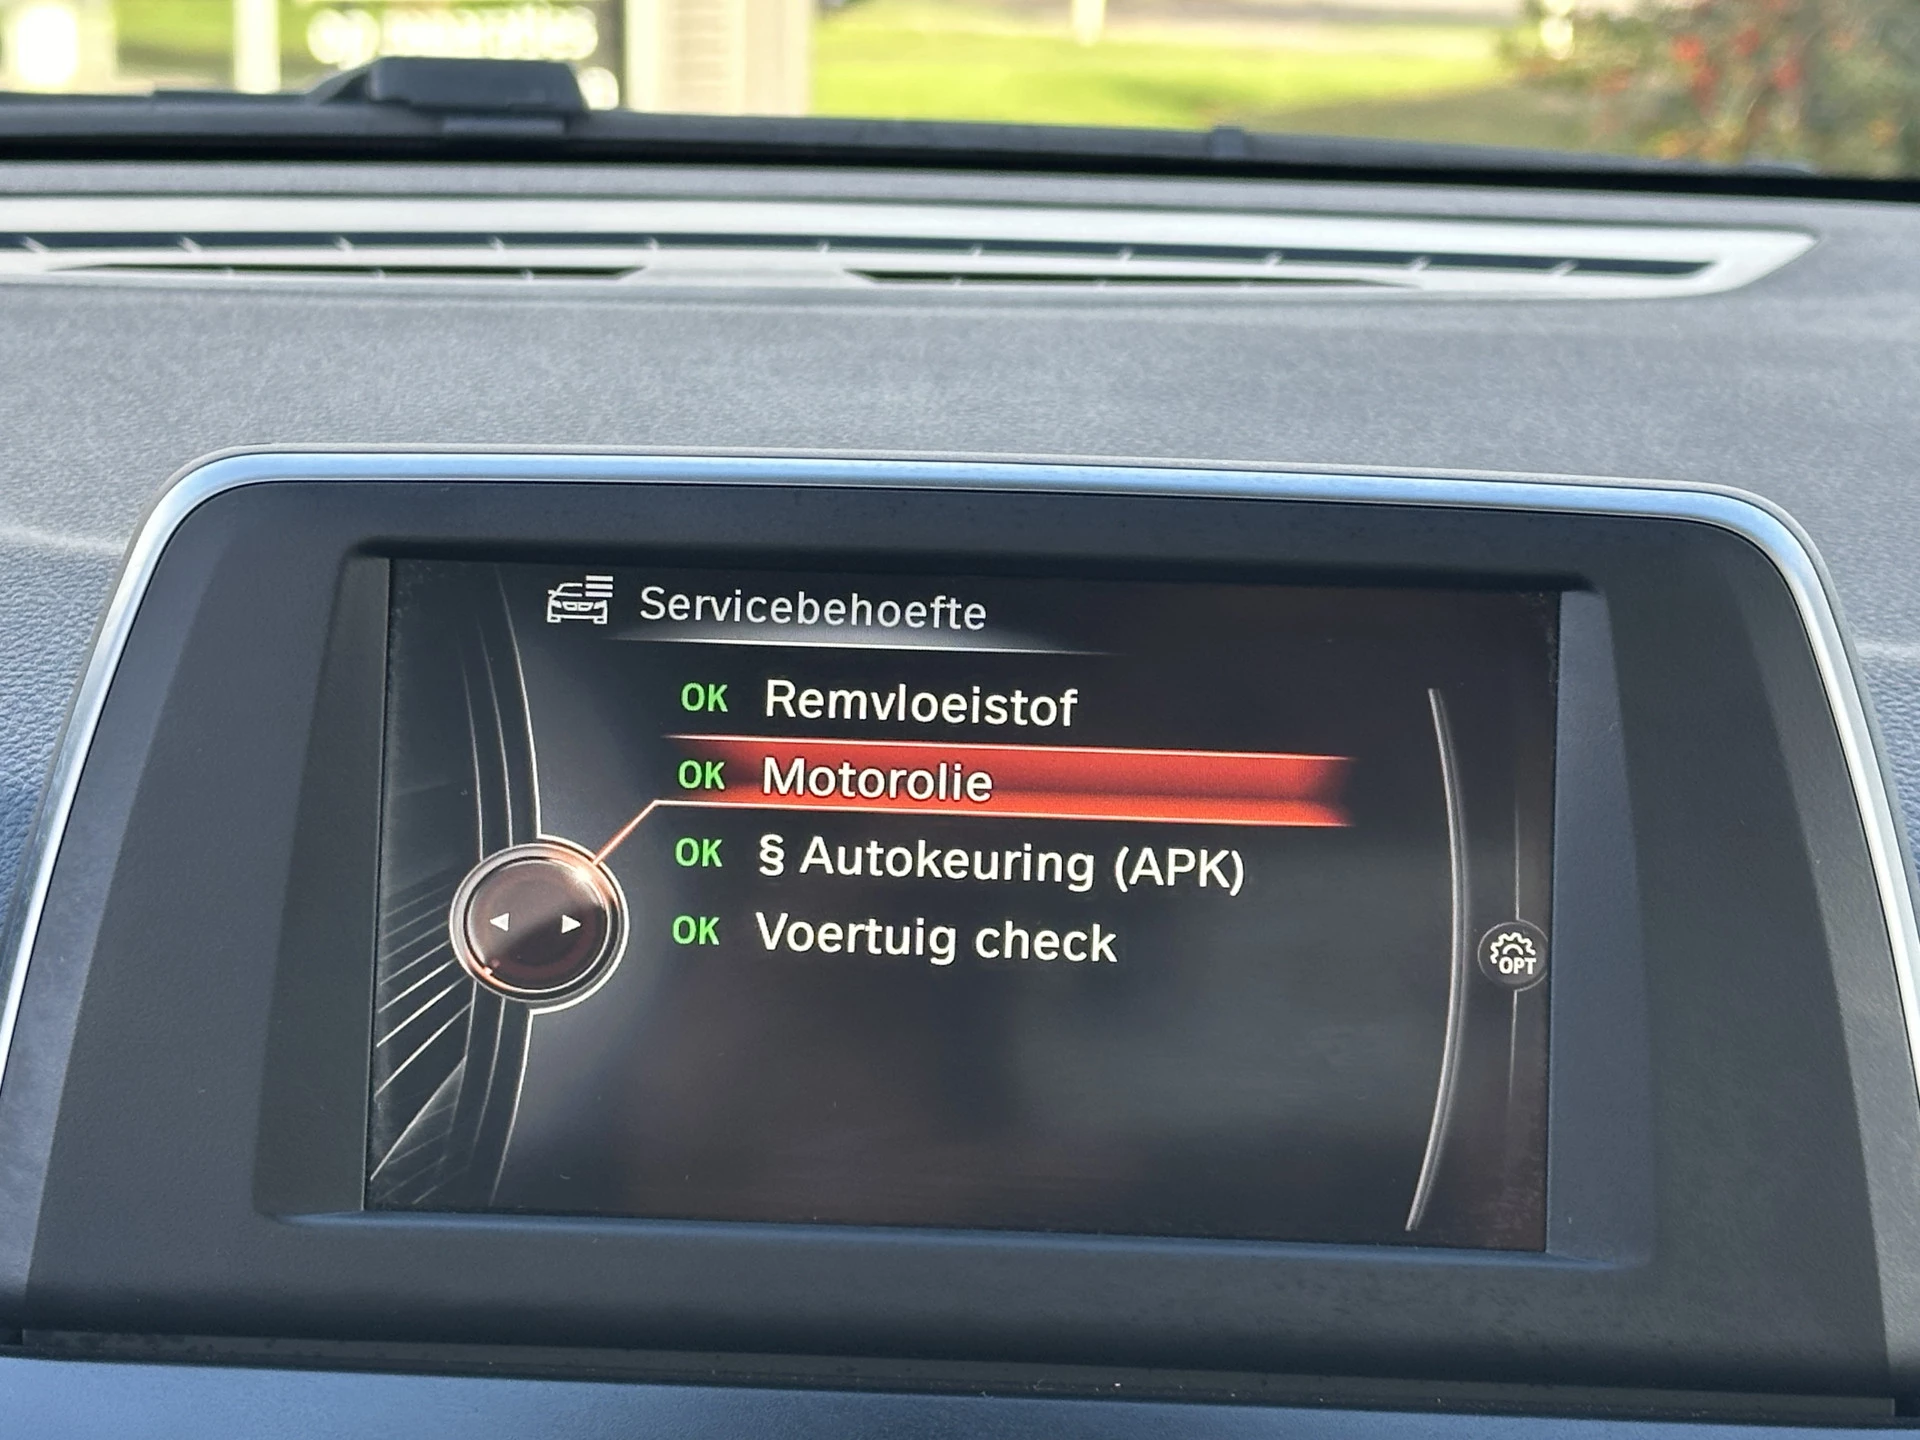 Servicebehoefte
OK Remvloeistof
OK Motorolie
OK § Autokeuring (APK)
OK Voertuig check
OPT